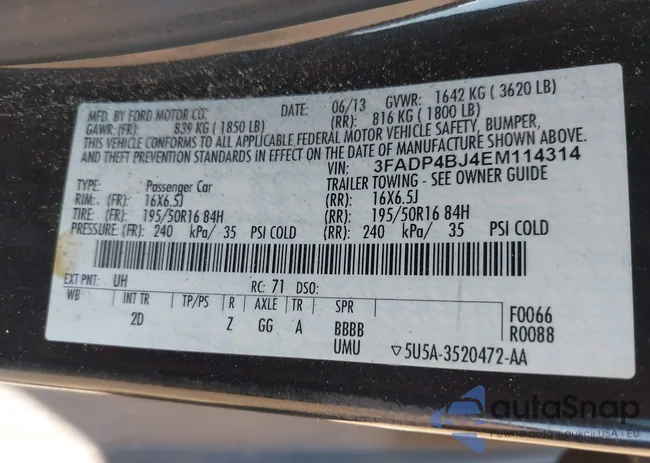 MFD. BY FORD MOTOR CO. DATE: 06/13 GVWR: 1642 KG ( 3620 LB)
GAWR: (FR): 839 KG ( 1850 LB) (RR): 816 KG ( 1800 LB)
THIS VEHICLE CONFORMS TO ALL APPLICABLE FEDERAL MOTOR VEHICLE SAFETY, BUMPER,
AND THEFT PREVENTION STANDARDS IN EFFECT ON THE DATE OF MANUFACTURE SHOWN ABOVE.
VIN: 3FADP4BJ4EM114314
TYPE: Passenger Car TRAILER TOWING - SEE OWNER GUIDE
RIM: (FR): 16X6.5J (RR): 16X6.5J
TIRE: (FR): 195/50R16 84H (RR): 195/50R16 84H
PRESSURE: (FR): 240 kPa/ 35 PSI COLD (RR): 240 kPa/ 35 PSI COLD
EXT PNT: UH RC: 71 DSO:
WB INT TR TP/PS R AXLE TR SPR
2D Z GG A BBBB
UMU
F0066
R0088
▽5U5A-3520472-AA
autoSnap